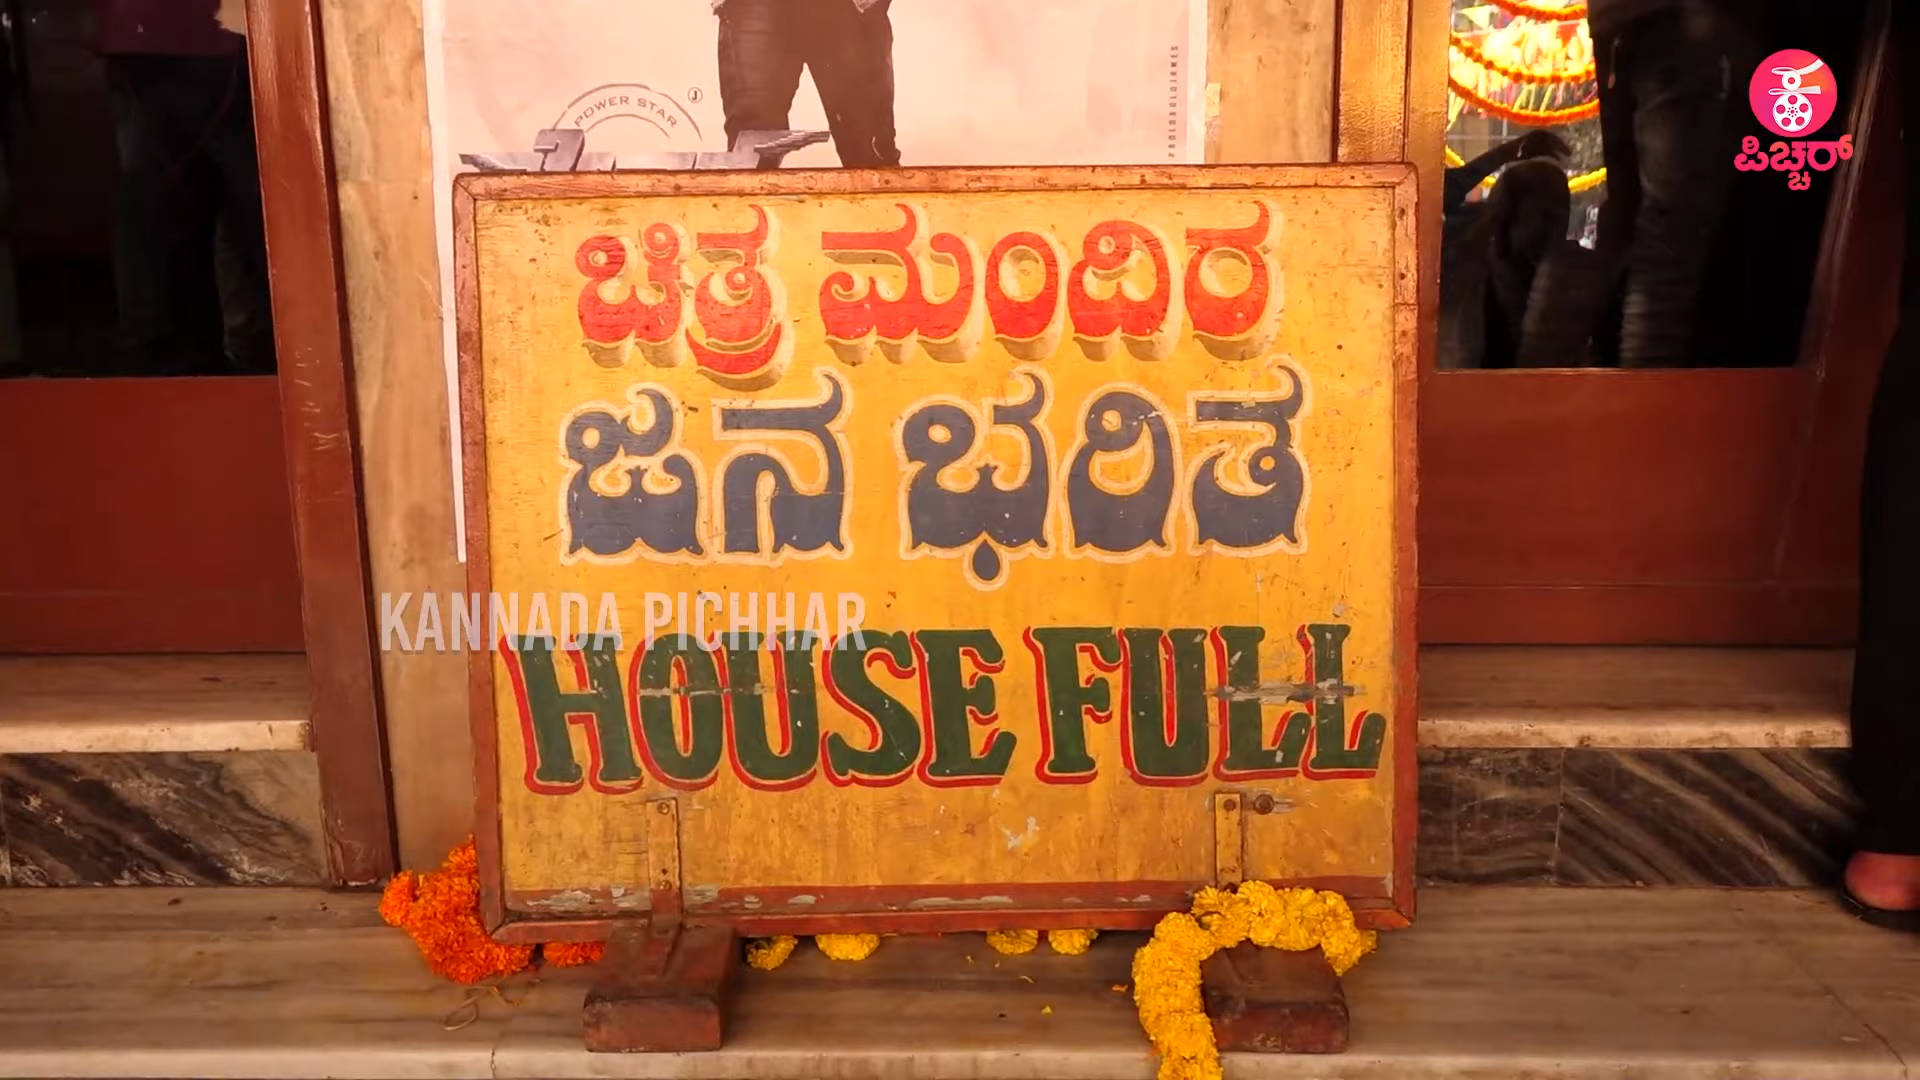 POWER STAR
J
ಪಿಚ್ಚರ್
ಚಿತ್ರ ಮಂದಿರ
ಜನ ಭರಿತ
KANNADA PICHHAR
HOUSE FULL